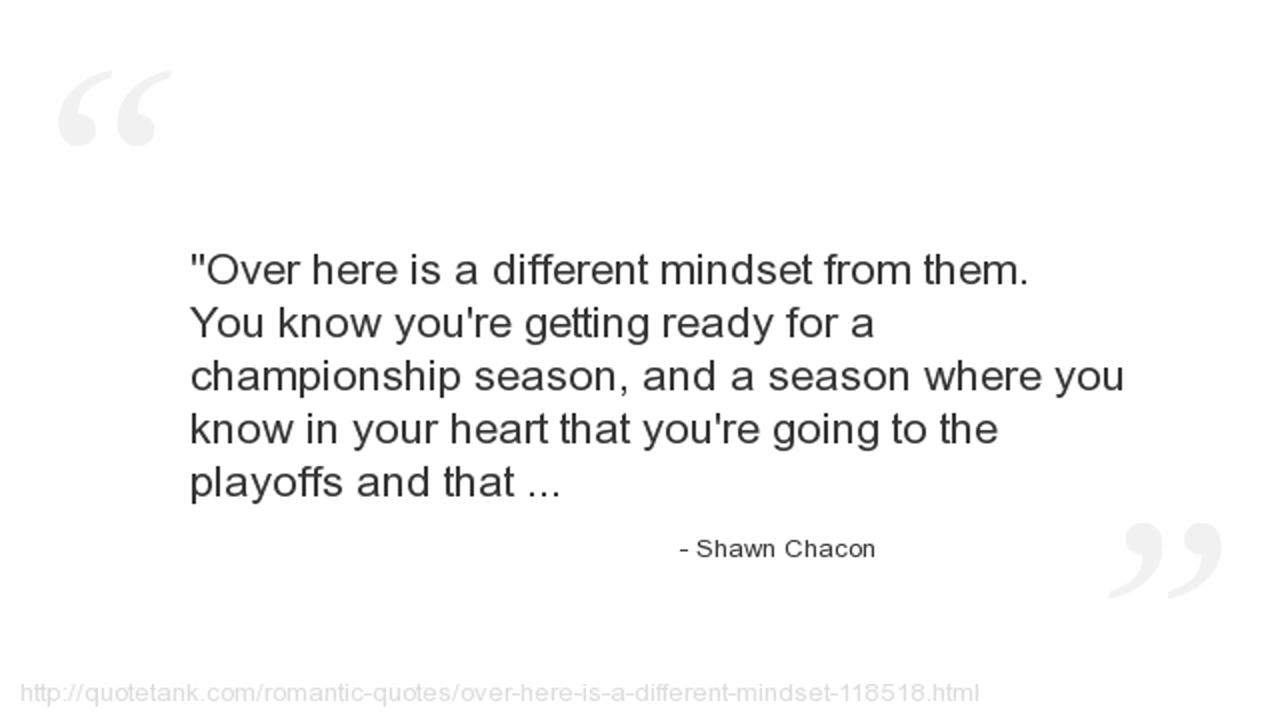 "Over here is a different mindset from them.
You know you're getting ready for a
championship season, and a season where you
know in your heart that you're going to the
playoffs and that ...
- Shawn Chacon
http://quotetank.com/romantic-quotes/over-here-is-a-different-mindset-118518.html